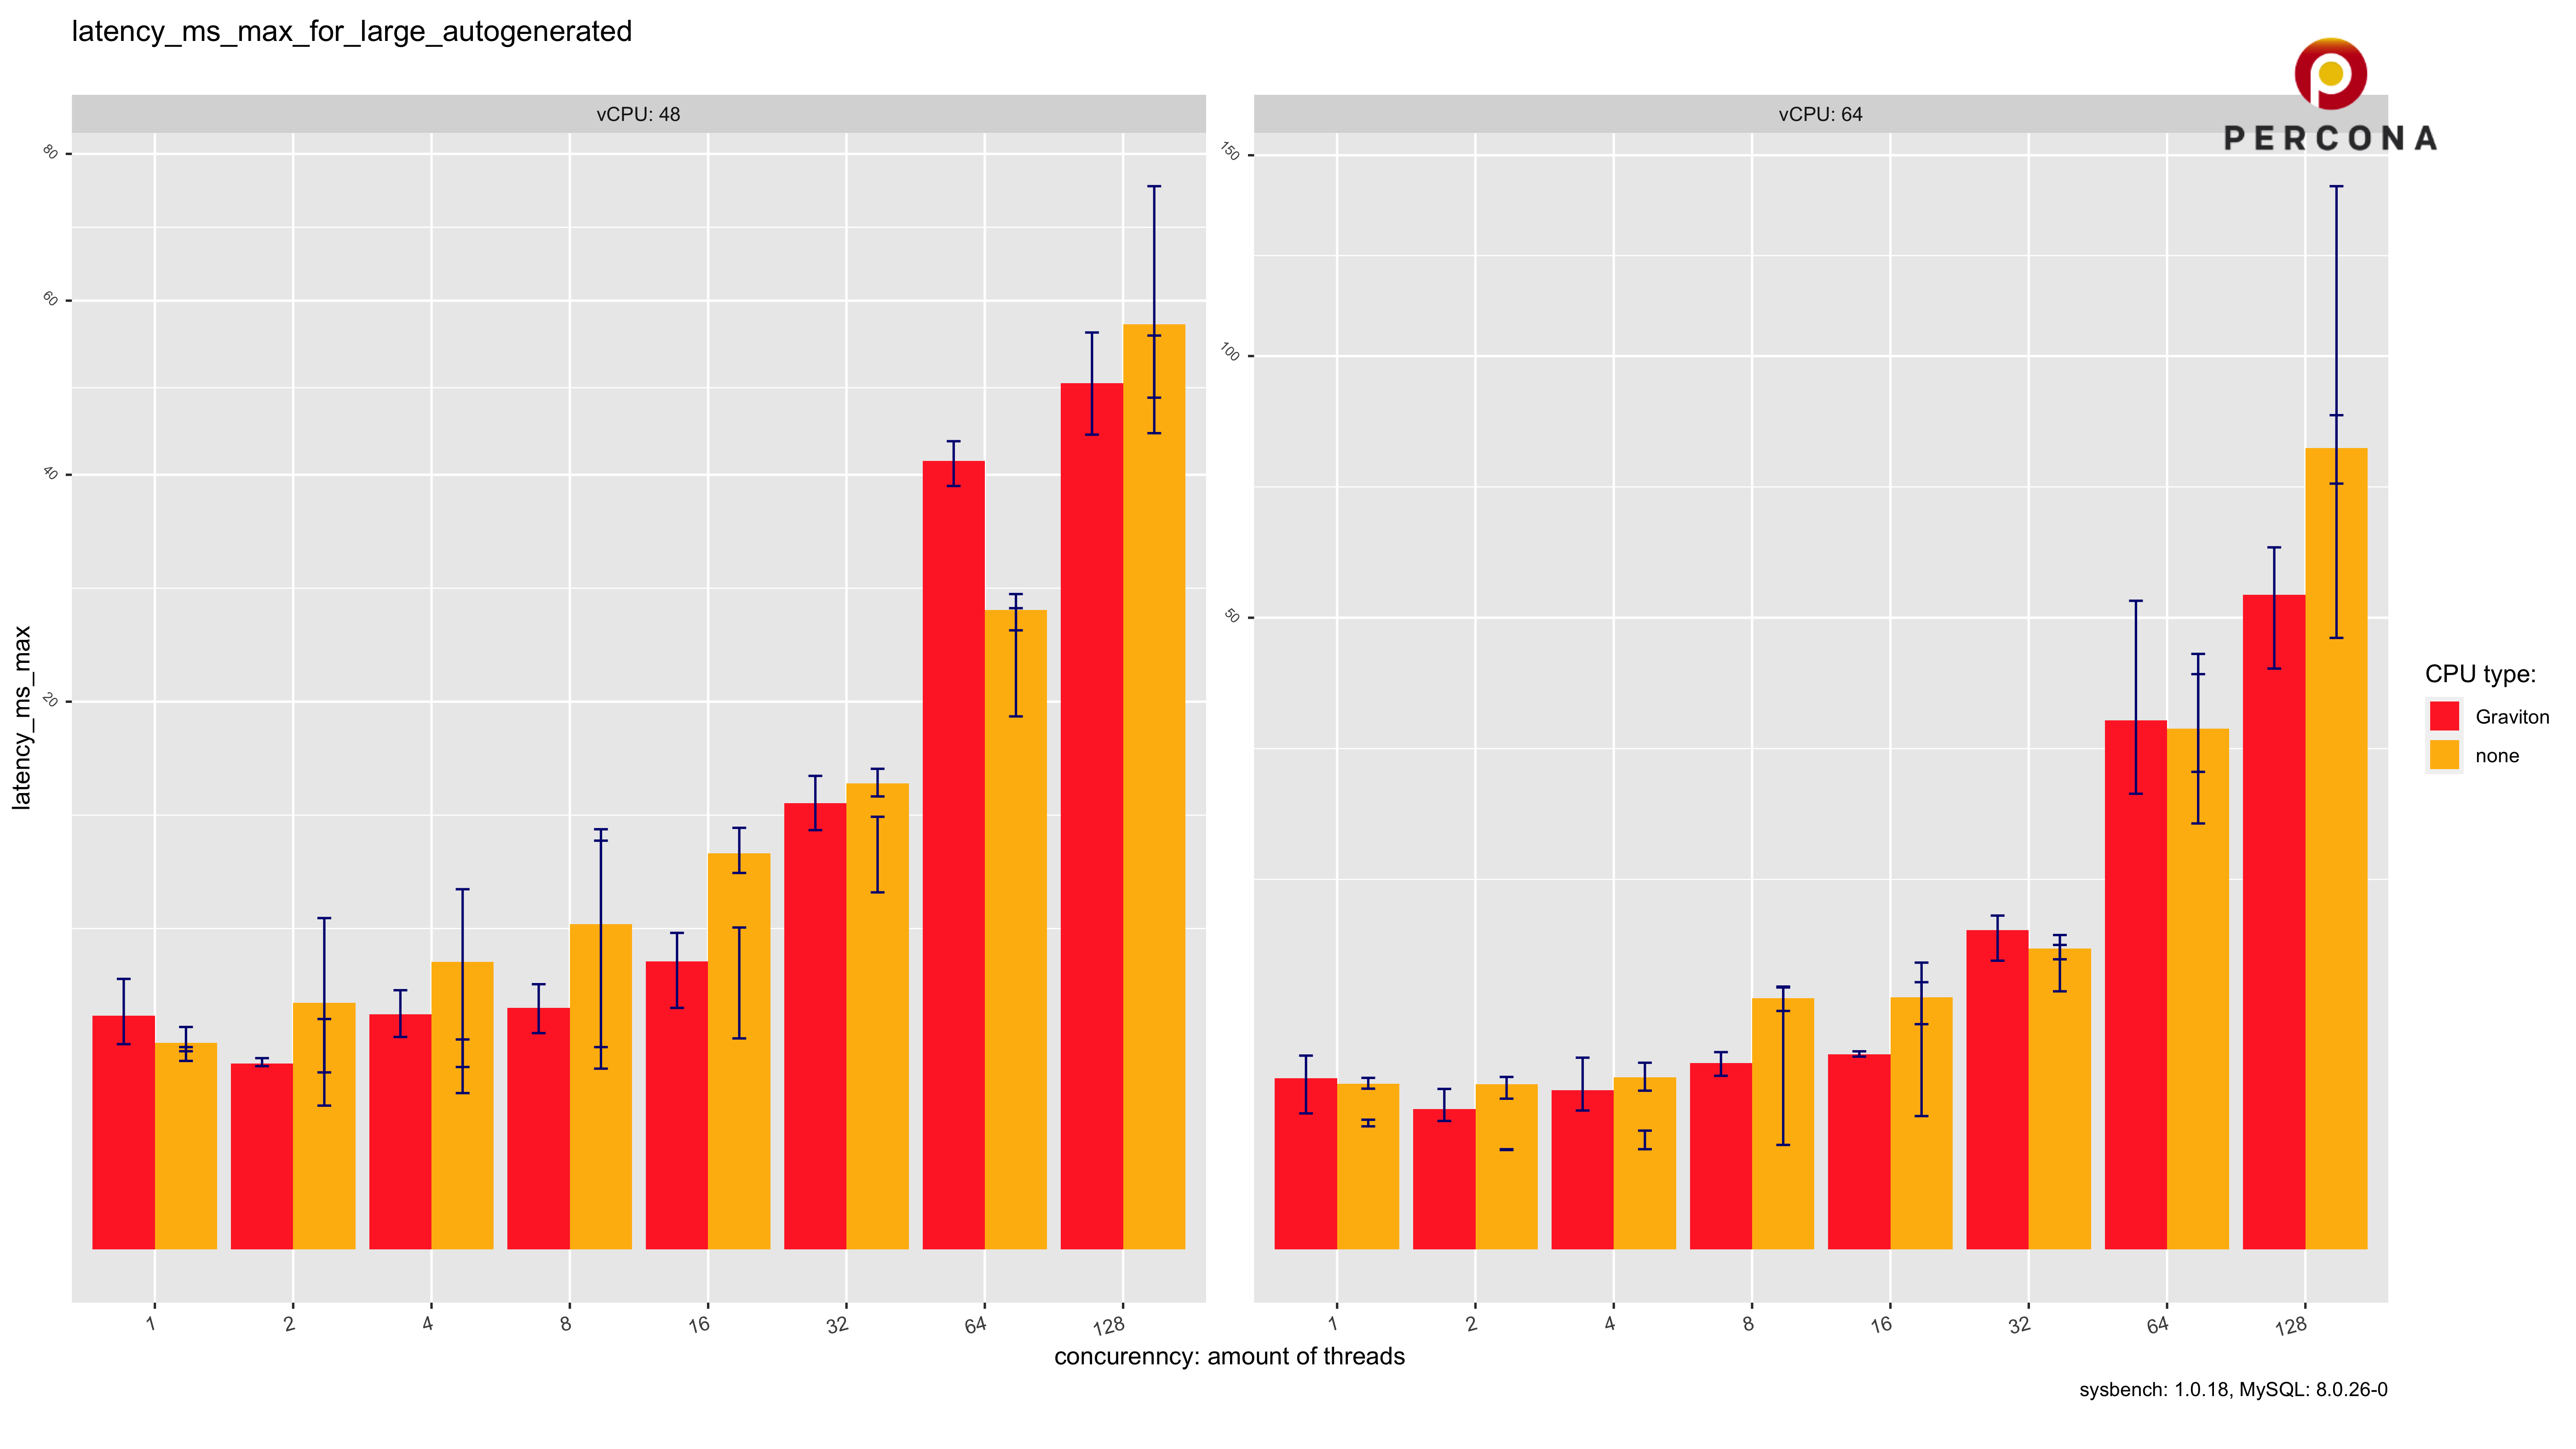 latency_ms_max_for_large_autogenerated
PERCONA
vCPU: 48
vCPU: 64
latency_ms_max
80
60
40
20
150
100
50
1 2 4 8 16 32 64 128
1 2 4 8 16 32 64 128
concurenncy: amount of threads
CPU type:
Graviton
none
sysbench: 1.0.18, MySQL: 8.0.26-0